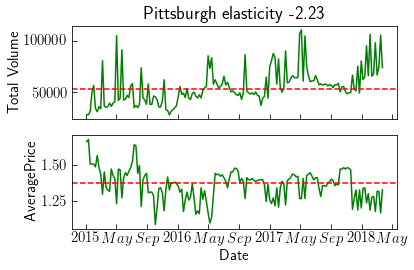 Pittsburgh elasticity -2.23
Total Volume
100000
50000
AveragePrice
1.50
1.25
2015 May Sep 2016 May Sep 2017 May Sep 2018 May
Date